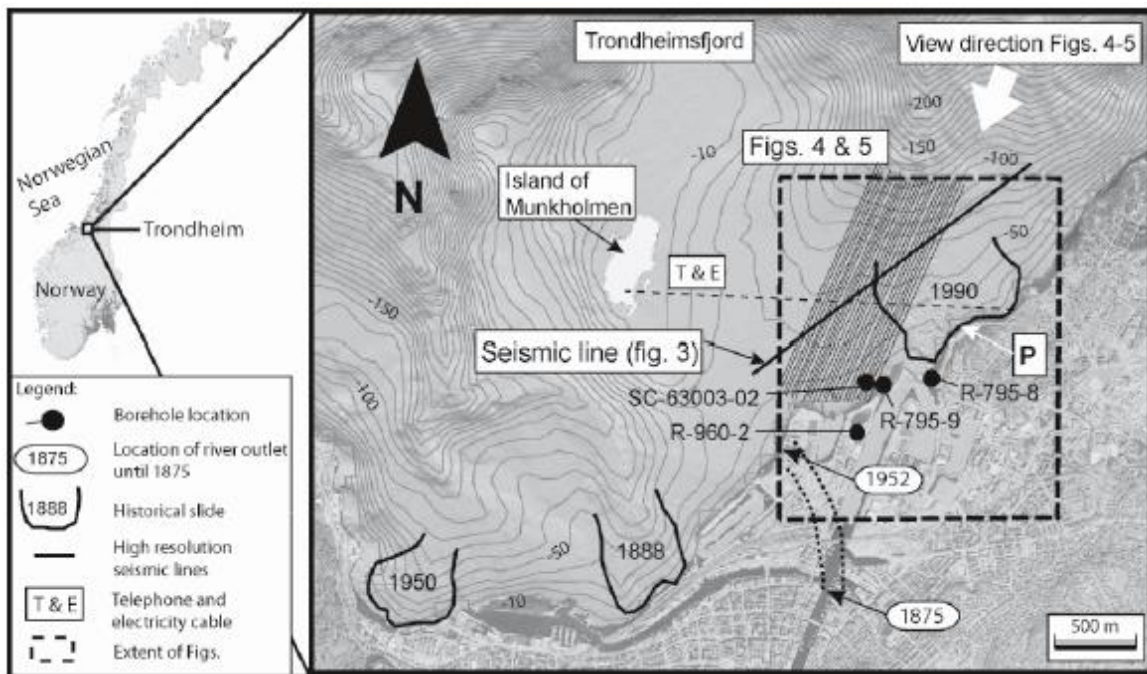 Norwegian
Sea
Trondheim
Norway
Legend:
Borehole location
1875
Location of river outlet
until 1875
1888
Historical slide
High resolution
seismic lines
T & E
Telephone and
electricity cable
Extent of Figs.
Trondheimsfjord
View direction Figs. 4-5
-200
-150
-100
-10
Figs. 4 & 5
N
Island of
Munkholmen
-50
T & E
1990
-150
Seismic line (fig. 3)
P
SC-63003-02
R-795-8
R-795-9
-100
R-960-2
1952
1888
-50
1950
-10
1875
500 m